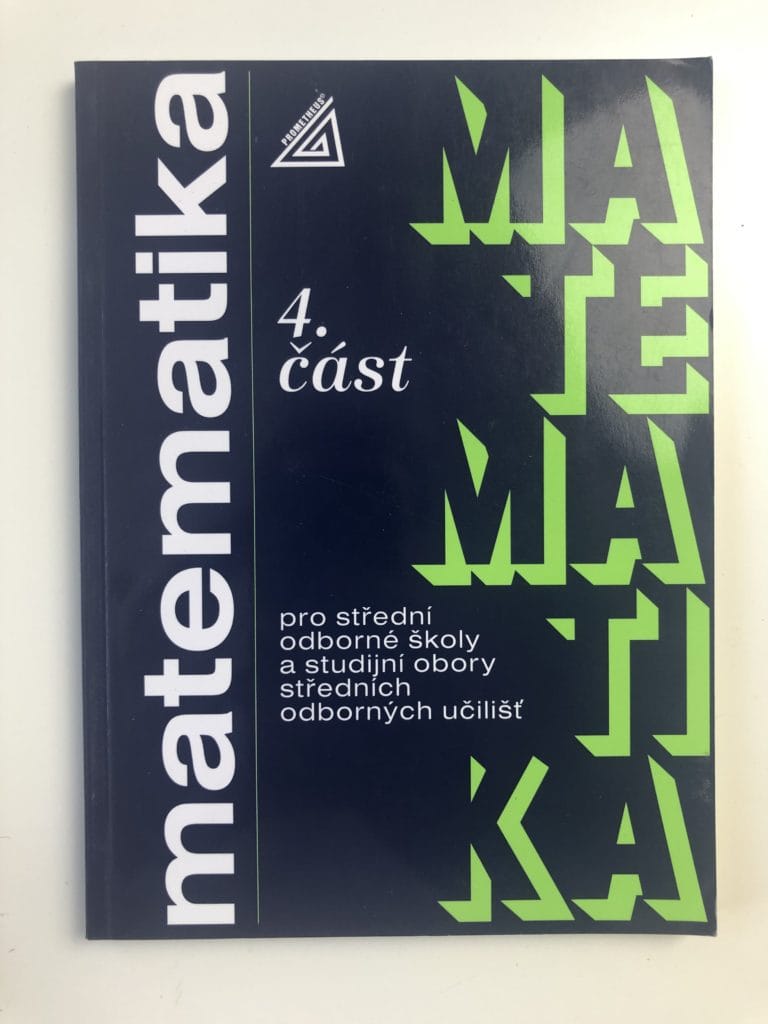 matematika
PROMETHEUS®
4.
část
pro střední
odborné školy
a studijní obory
středních
odborných učilišť
MA
TE
MA
TI
KA